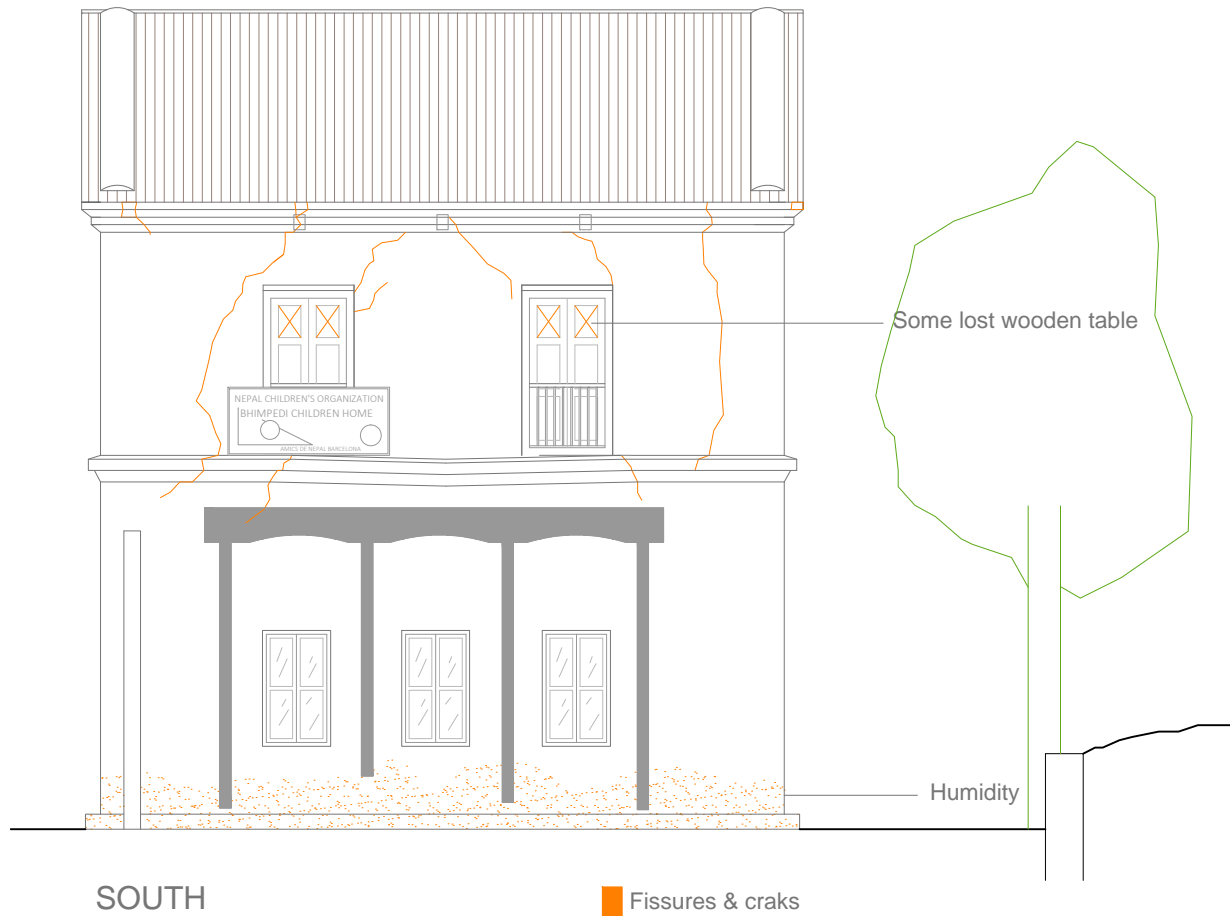 Some lost wooden table
NEPAL CHILDREN'S ORGANIZATION
BHIMPEDI CHILDREN HOME
AMICS DE NEPAL BARCELONA
Humidity
SOUTH
Fissures & craks